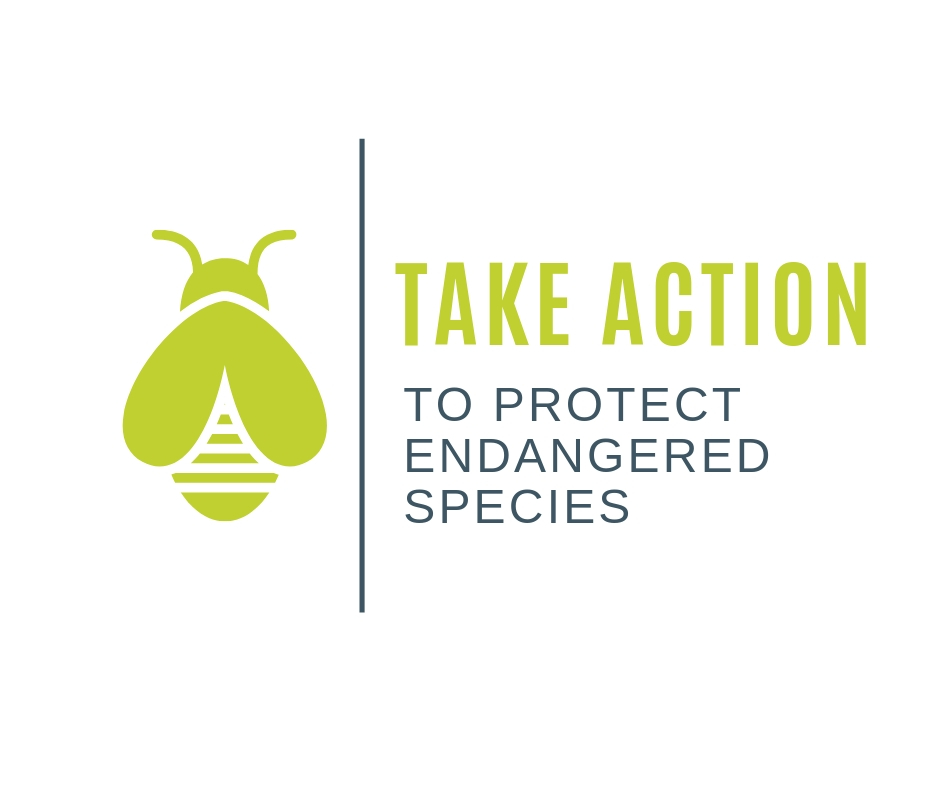 TAKE ACTION
TO PROTECT
ENDANGERED
SPECIES